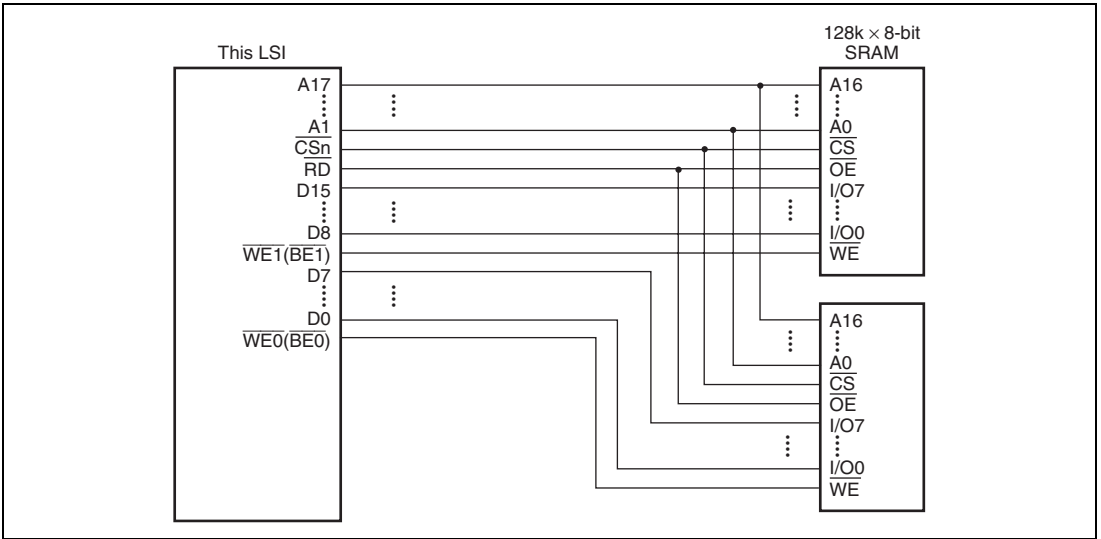 This LSI
A17
A1
CSn
RD
D15
D8
WE1(BE1)
D7
D0
WE0(BE0)
128k × 8-bit
SRAM
A16
A0
CS
OE
I/O7
I/O0
WE
A16
A0
CS
OE
I/O7
I/O0
WE